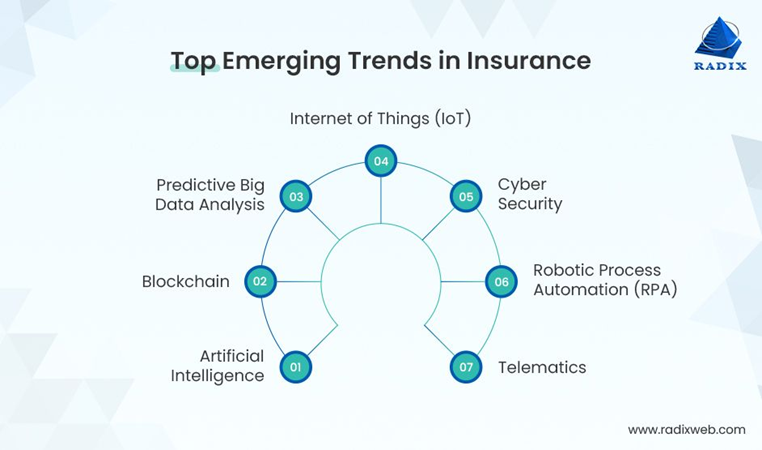 RADIX
Top Emerging Trends in Insurance
Internet of Things (IoT)
04
Predictive Big
Data Analysis
03
05
Cyber
Security
Blockchain
02
06
Robotic Process
Automation (RPA)
Artificial
Intelligence
01
07
Telematics
www.radixweb.com